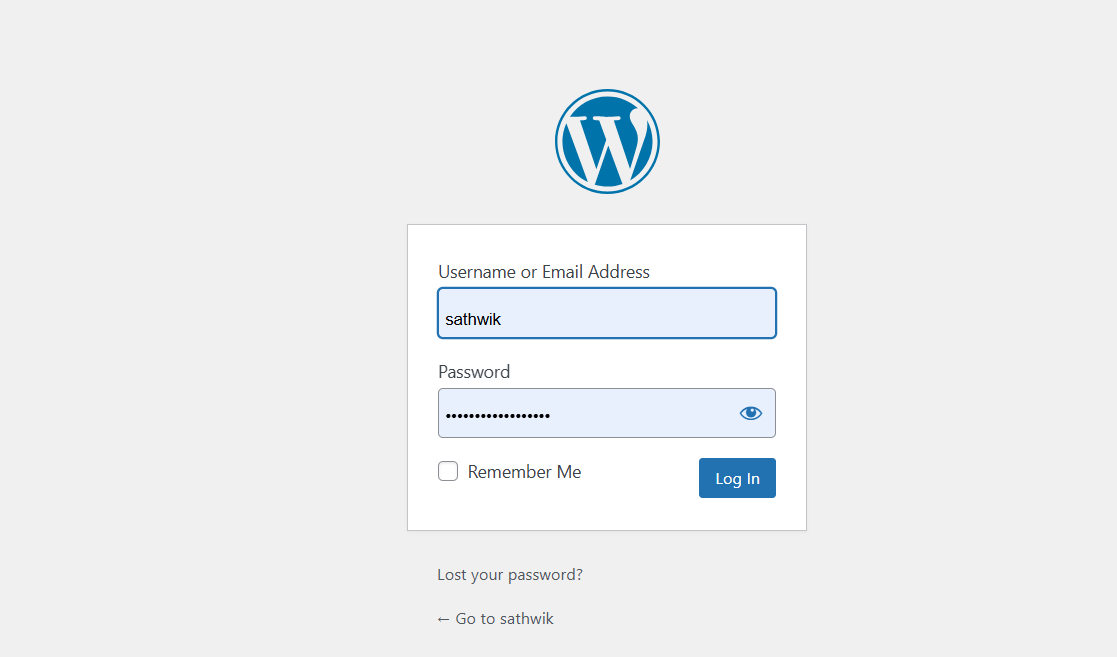 Username or Email Address
sathwik
Password
••••••••••••••••••
Remember Me
Log In
Lost your password?
← Go to sathwik